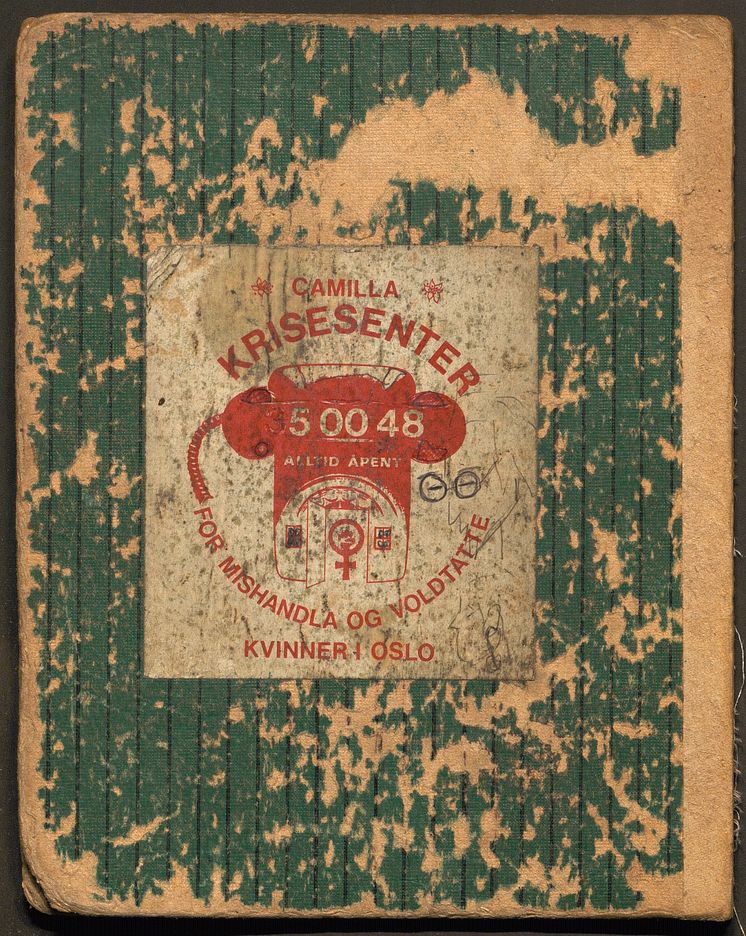 CAMILLA
KRISESENTER
35 00 48
ALLTID ÅPENT
FOR MISHANDLA OG VOLDTATTE
KVINNER I OSLO